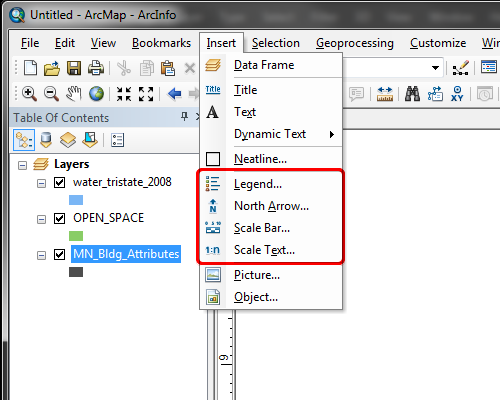 Untitled - ArcMap - ArcInfo
File Edit View Bookmarks Insert Selection Geoprocessing Customize
Data Frame
Title Title
A Text
Dynamic Text
Table Of Contents
Neatline...
Layers
Legend...
water_tristate_2008
N North Arrow...
OPEN_SPACE
Scale Bar...
MN_Bldg_Attributes
1:n Scale Text...
Picture...
Object...
XY
9